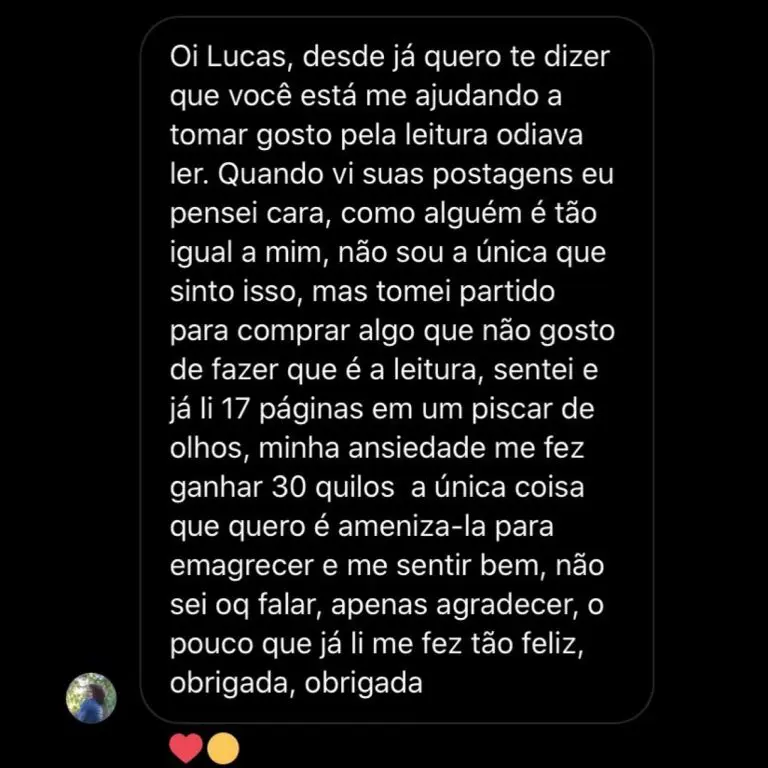 Oi Lucas, desde já quero te dizer
que você está me ajudando a
tomar gosto pela leitura odiava
ler. Quando vi suas postagens eu
pensei cara, como alguém é tão
igual a mim, não sou a única que
sinto isso, mas tomei partido
para comprar algo que não gosto
de fazer que é a leitura, sentei e
já li 17 páginas em um piscar de
olhos, minha ansiedade me fez
ganhar 30 quilos  a única coisa
que quero é ameniza-la para
emagrecer e me sentir bem, não
sei oq falar, apenas agradecer, o
pouco que já li me fez tão feliz,
obrigada, obrigada